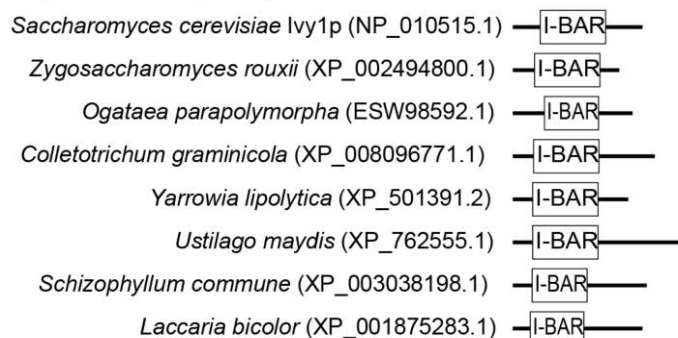 Saccharomyces cerevisiae Ivy1p (NP_010515.1) I-BAR
Zygosaccharomyces rouxii (XP_002494800.1) I-BAR
Ogataea parapolymorpha (ESW98592.1) I-BAR
Colletotrichum graminicola (XP_008096771.1) I-BAR
Yarrowia lipolytica (XP_501391.2) I-BAR
Ustilago maydis (XP_762555.1) I-BAR
Schizophyllum commune (XP_003038198.1) I-BAR
Laccaria bicolor (XP_001875283.1) I-BAR